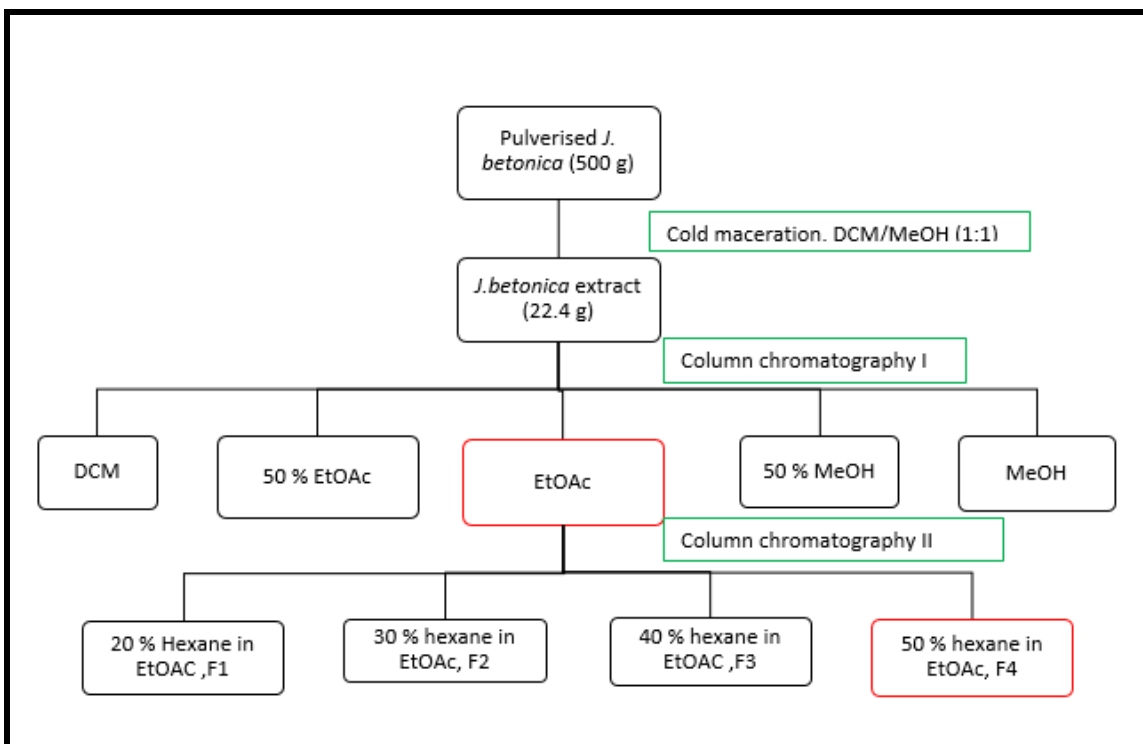 Pulverised J.
betonica (500 g)
Cold maceration. DCM/MeOH (1:1)
J.betonica extract
(22.4 g)
Column chromatography I
DCM
50 % EtOAc
EtOAc
50 % MeOH
MeOH
Column chromatography II
20 % Hexane in
EtOAC ,F1
30 % hexane in
EtOAc, F2
40 % hexane in
EtOAC ,F3
50 % hexane in
EtOAc, F4